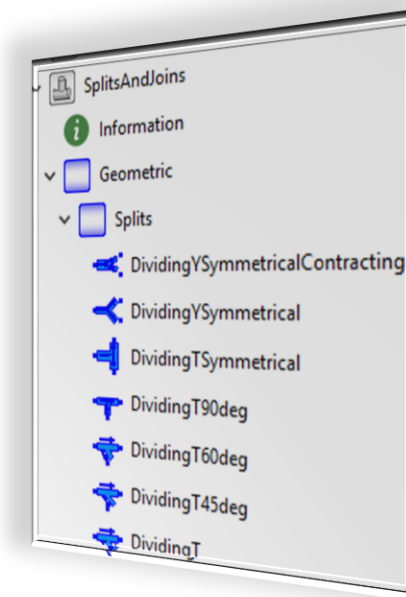 SplitsAndJoins
Information
Geometric
Splits
DividingYSymmetricalContracting
DividingYSymmetrical
DividingTSymmetrical
DividingT90deg
DividingT60deg
DividingT45deg
DividingT